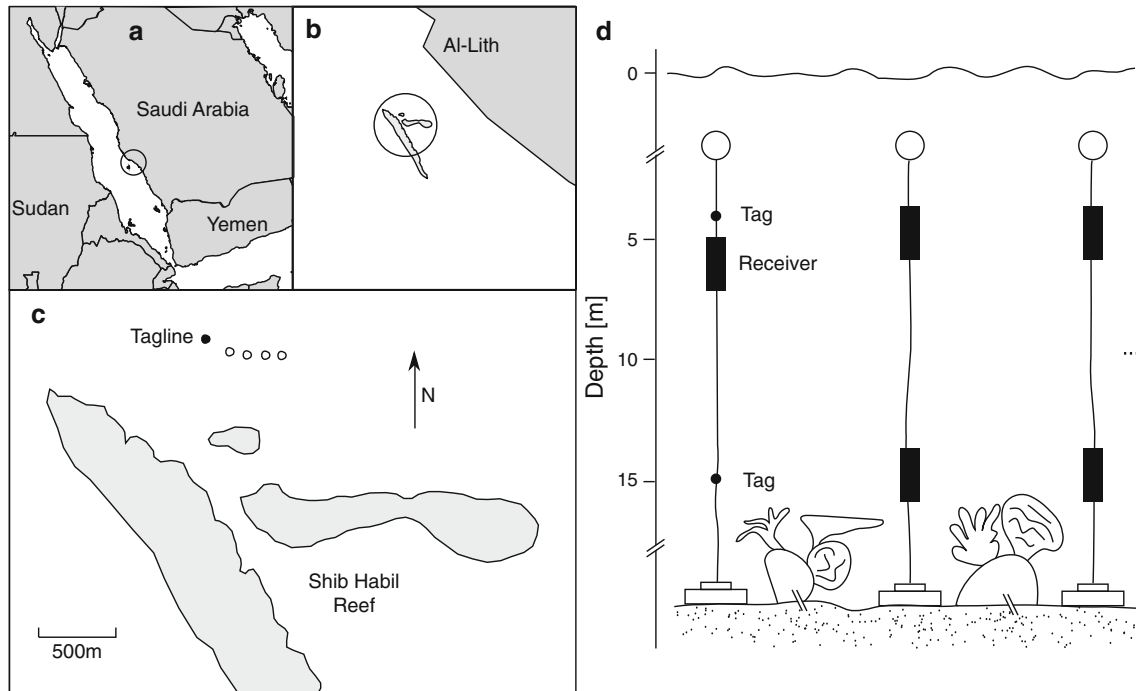 a
Saudi Arabia
Sudan
Yemen
b
Al-Lith
c
Tagline
N
Shib Habil
Reef
500m
d
0
Tag
5
Receiver
Depth [m]
10
15
Tag